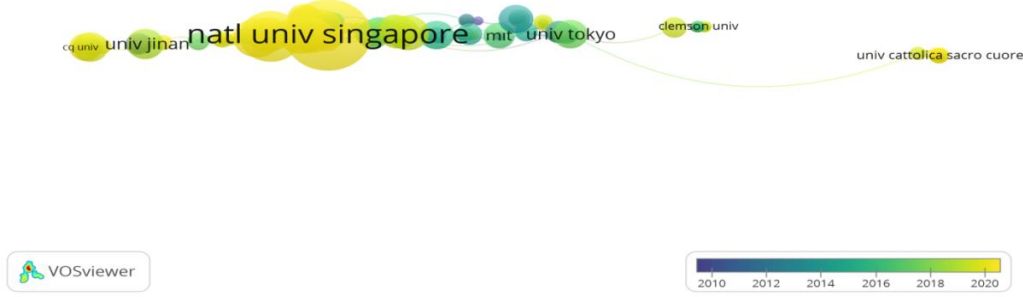 clemson univ
natl univ singapore
mit
univ tokyo
cq univ
univ jinan
univ cattolica sacro cuore
VOSviewer
2010 2012 2014 2016 2018 2020